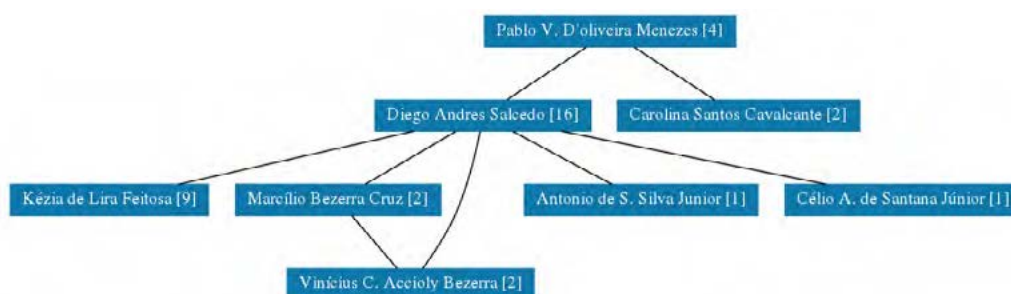 Pablo V. D'oliveira Menezes [4]
Diego Andres Salcedo [16]
Carolina Santos Cavalcante [2]
Kézia de Lira Feitosa [9]
Marcílio Bezerra Cruz [2]
Antonio de S. Silva Junior [1]
Célio A. de Santana Júnior [1]
Vinícius C. Accioly Bezerra [2]